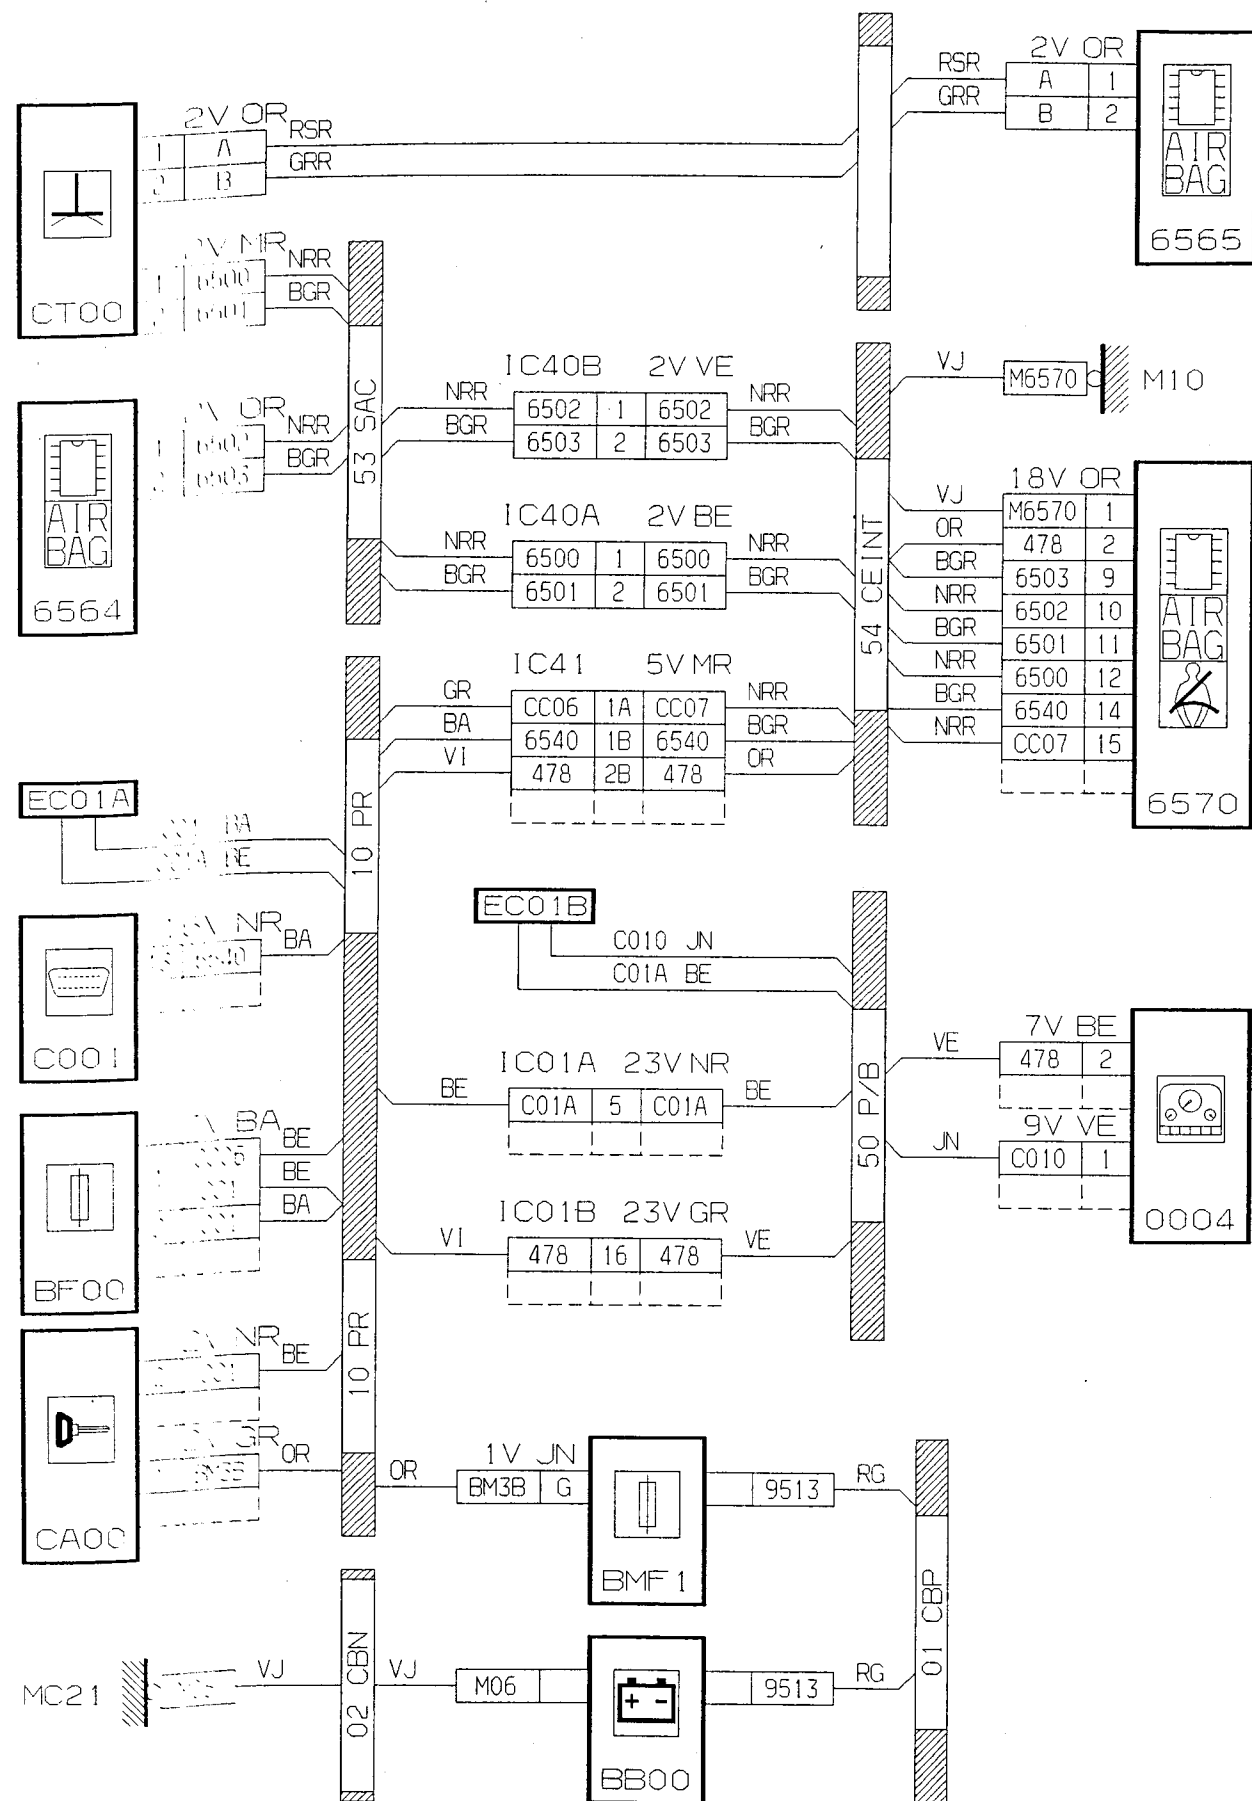 2V OR
RSR
A 1
GRR
B 2
AIR
BAG
6565
2V OR
RSR
1 A
GRR
2 B
CT00
MR
NRR
1 6500
BGR
6501
OR
NRR
1
BGR
6503
AIR
BAG
6564
53 SAC
IC40B 2V VE
NRR 6502 1 6502 NRR
BGR 6503 2 6503 BGR
IC40A 2V BE
NRR 6500 1 6500 NRR
BGR 6501 2 6501 BGR
54 CEINT
VJ M6570 M10
18V OR
VJ M6570 1
OR 478 2
BGR 6503 9
NRR 6502 10
BGR 6501 11
NRR 6500 12
BGR 6540 14
NRR CC07 15
AIR
BAG
6570
IC41 5V MR
GR CC06 1A CC07 NRR
BA 6540 1B 6540 BGR
VI 478 2B 478 OR
10 PR
EC01A
BA
BE
NR
BA
6540
C001
EC01B
C010 JN
C01A BE
50 P/B
7V BE
VE 478 2
9V VE
JN C010 1
0004
IC01A 23V NR
BE C01A 5 C01A BE
IC01B 23V GR
VI 478 16 478 VE
BA
BE
BE
BA
BF00
10 PR
NR
BE
GR
OR
BM3B
CA00
1V JN
OR BM3B G
BMF1
9513 RG
01 CBP
MC21
VJ
02 CBN
VJ M06
BB00
9513 RG